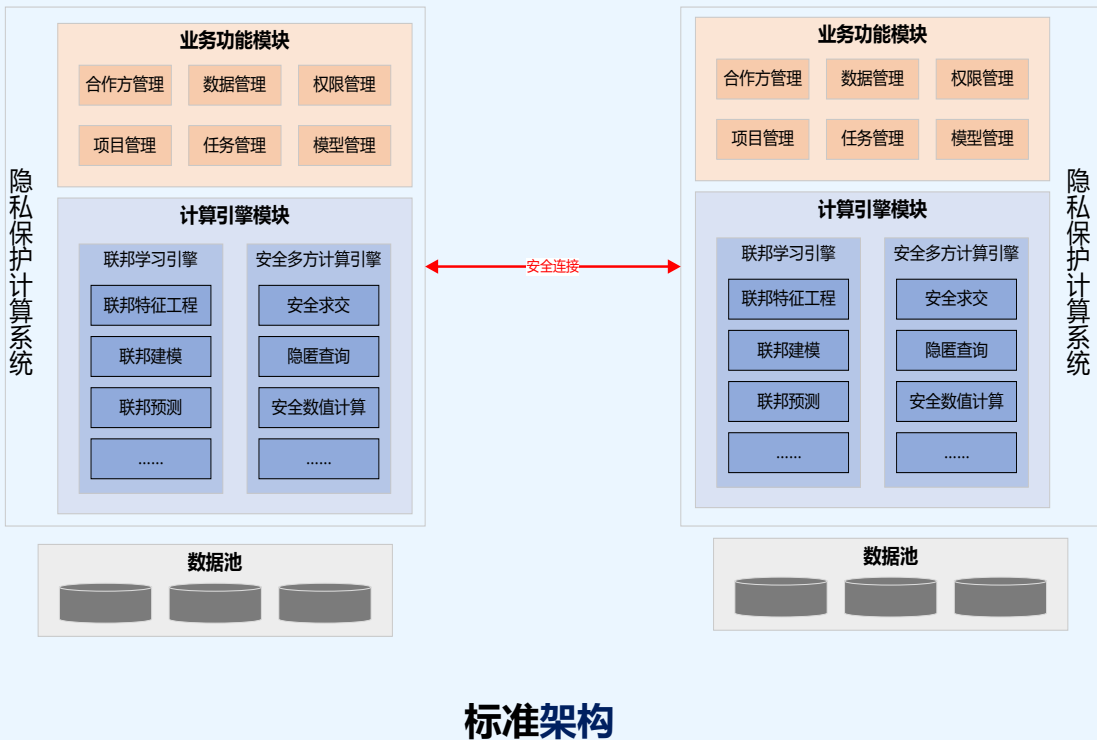 业务功能模块
合作方管理
数据管理
权限管理
项目管理
任务管理
模型管理
隐私保护计算系统
计算引擎模块
联邦学习引擎
联邦特征工程
联邦建模
联邦预测
......
安全多方计算引擎
安全求交
隐匿查询
安全数值计算
......
数据池
安全连接
业务功能模块
合作方管理
数据管理
权限管理
项目管理
任务管理
模型管理
隐私保护计算系统
计算引擎模块
联邦学习引擎
联邦特征工程
联邦建模
联邦预测
......
安全多方计算引擎
安全求交
隐匿查询
安全数值计算
......
数据池
标准架构